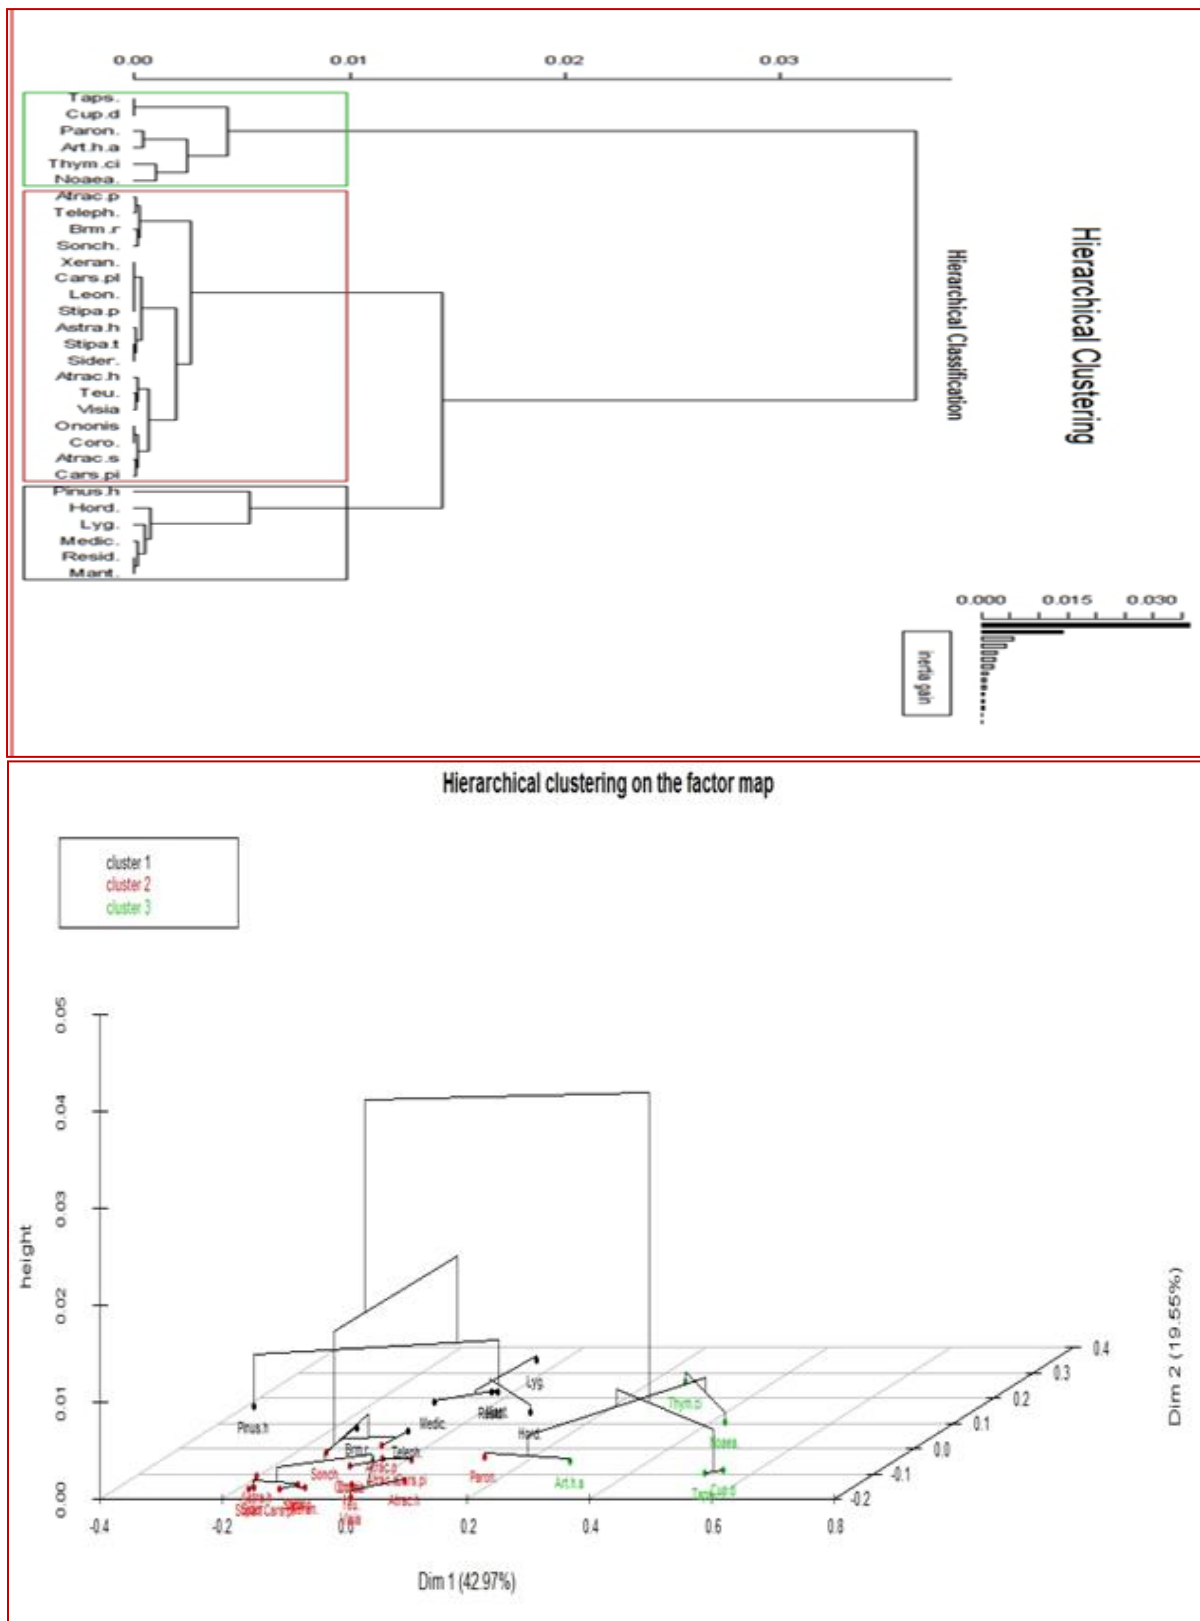 0.00 0.01 0.02 0.03
Taps.
Cup.d
Paron.
Art.h.a
Thym.ci
Noaea.
Atrac.p
Teleph.
Brm.r
Sonch.
Xeran.
Cars.pl
Leon.
Stipa.p
Astra.h
Stipa.t
Sider.
Atrac.h
Teu.
Visia
Ononis
Coro.
Atrac.s
Cars.pi
Pinus.h
Hord.
Lyg.
Medic.
Resid.
Mant.
Hierarchical Classification
Hierarchical Clustering
0.000 0.015 0.030
inertia gain
Hierarchical clustering on the factor map
cluster 1
cluster 2
cluster 3
height
0.05
0.04
0.03
0.02
0.01
0.00
Lyg.
Thym.ci
Pinus.h
Medic.
Hord.
Noaea.
Brm.r
Teleph.
Sonch.
Atrac.p
Cars.pi
Paron.
Art.h.a
Taps.
Cup.d
Astra.h
Atrac.h
Teu.
Visia
-0.4 -0.2 0.0 0.2 0.4 0.6 0.8
Dim 1 (42.97%)
0.4
0.3
0.2
0.1
0.0
-0.1
-0.2
Dim 2 (19.55%)